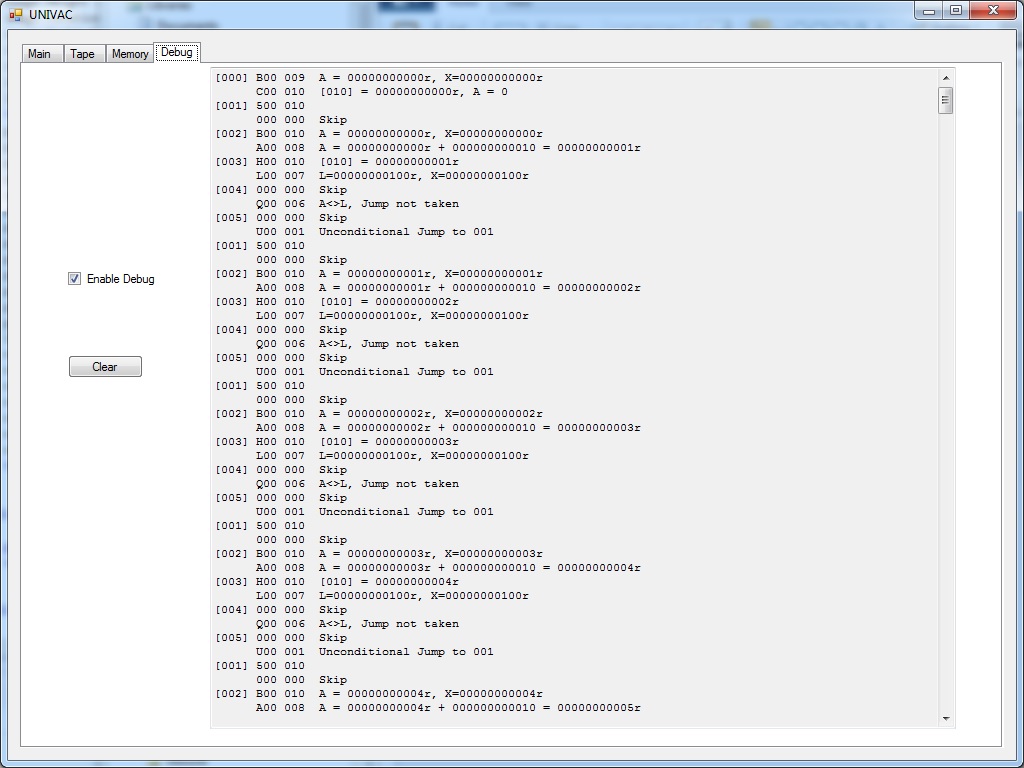 UNIVAC
Main Tape Memory Debug
[000] B00 009 A = 00000000000r, X=00000000000r
C00 010 [010] = 00000000000r, A = 0
[001] 500 010
000 000 Skip
[002] B00 010 A = 00000000000r, X=00000000000r
A00 008 A = 00000000000r + 000000000010 = 00000000001r
[003] H00 010 [010] = 00000000001r
L00 007 L=00000000100r, X=00000000100r
[004] 000 000 Skip
Q00 006 A<>L, Jump not taken
[005] 000 000 Skip
U00 001 Unconditional Jump to 001
[001] 500 010
000 000 Skip
[002] B00 010 A = 00000000001r, X=00000000001r
A00 008 A = 00000000001r + 000000000010 = 00000000002r
[003] H00 010 [010] = 00000000002r
L00 007 L=00000000100r, X=00000000100r
[004] 000 000 Skip
Q00 006 A<>L, Jump not taken
[005] 000 000 Skip
U00 001 Unconditional Jump to 001
[001] 500 010
000 000 Skip
[002] B00 010 A = 00000000002r, X=00000000002r
A00 008 A = 00000000002r + 000000000010 = 00000000003r
[003] H00 010 [010] = 00000000003r
L00 007 L=00000000100r, X=00000000100r
[004] 000 000 Skip
Q00 006 A<>L, Jump not taken
[005] 000 000 Skip
U00 001 Unconditional Jump to 001
[001] 500 010
000 000 Skip
[002] B00 010 A = 00000000003r, X=00000000003r
A00 008 A = 00000000003r + 000000000010 = 00000000004r
[003] H00 010 [010] = 00000000004r
L00 007 L=00000000100r, X=00000000100r
[004] 000 000 Skip
Q00 006 A<>L, Jump not taken
[005] 000 000 Skip
U00 001 Unconditional Jump to 001
[001] 500 010
000 000 Skip
[002] B00 010 A = 00000000004r, X=00000000004r
A00 008 A = 00000000004r + 000000000010 = 00000000005r
Enable Debug
Clear